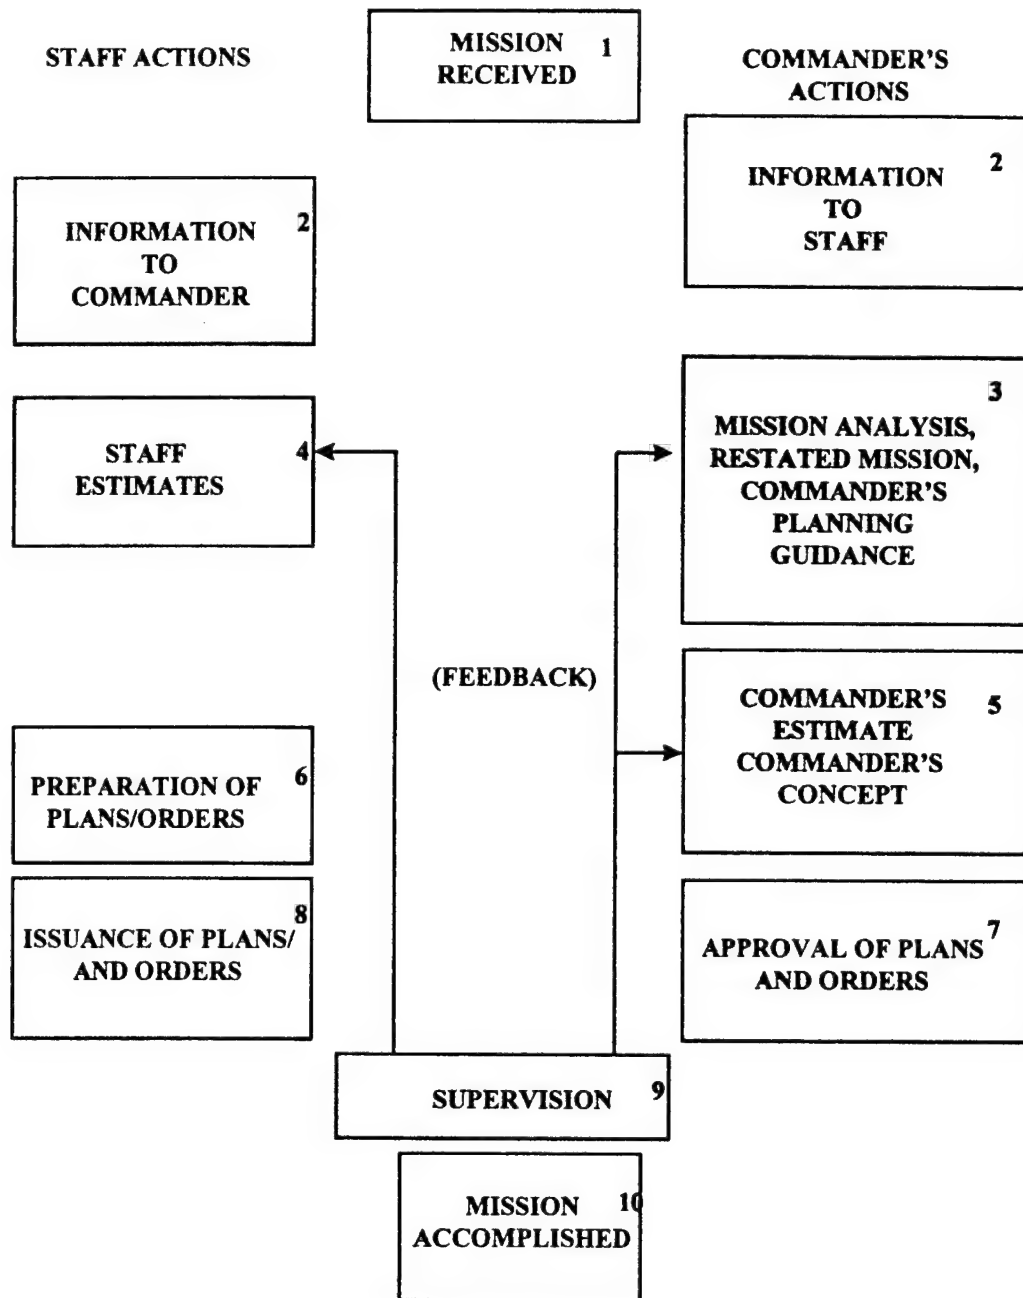 STAFF ACTIONS
MISSION 1
RECEIVED
COMMANDER'S
ACTIONS
INFORMATION 2
TO
COMMANDER
INFORMATION 2
TO
STAFF
STAFF 4
ESTIMATES
3
MISSION ANALYSIS,
RESTATED MISSION,
COMMANDER'S
PLANNING
GUIDANCE
(FEEDBACK)
COMMANDER'S 5
ESTIMATE
COMMANDER'S
CONCEPT
PREPARATION OF 6
PLANS/ORDERS
ISSUANCE OF PLANS/ 8
AND ORDERS
APPROVAL OF PLANS 7
AND ORDERS
SUPERVISION 9
MISSION 10
ACCOMPLISHED